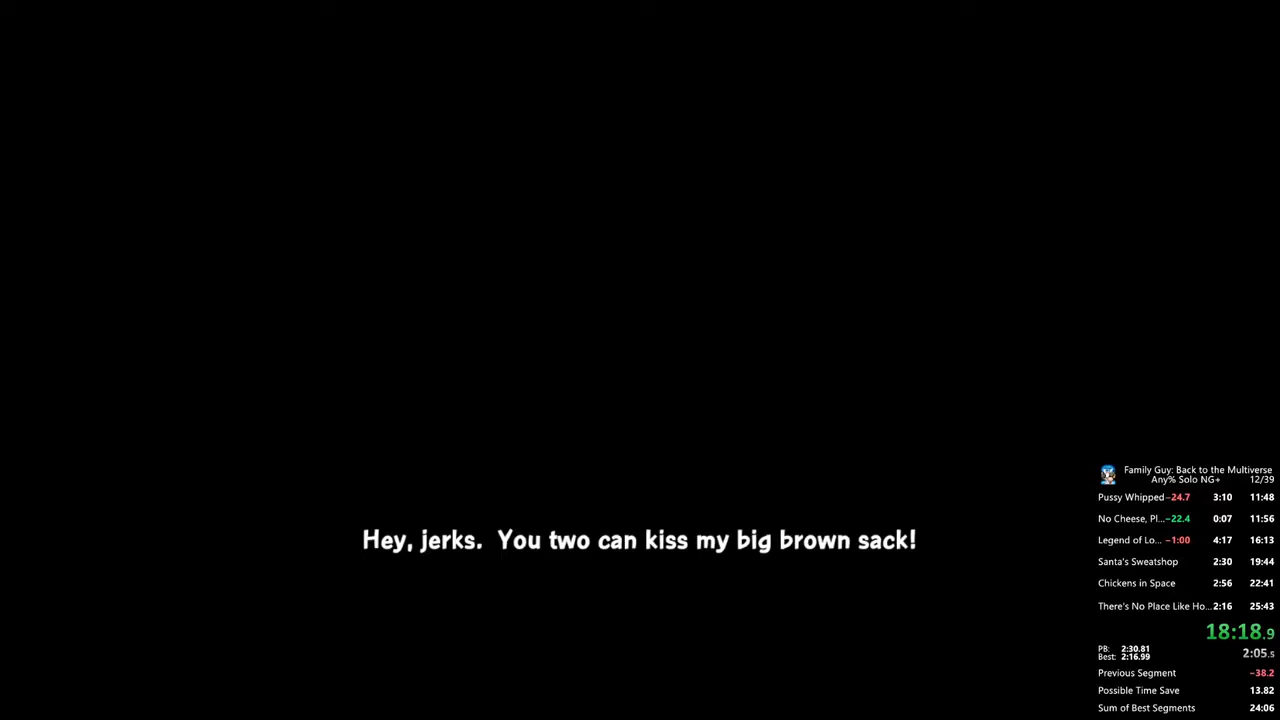 Hey, jerks.  You two can kiss my big brown sack!
Family Guy: Back to the Multiverse
Any% Solo NG+ 12/39
Pussy Whipped −24.7 3:10 11:48
No Cheese, Pl... −22.4 0:07 11:56
Legend of Lo... −1:00 4:17 16:13
Santa's Sweatshop 2:30 19:44
Chickens in Space 2:56 22:41
There's No Place Like Ho... 2:16 25:43
18:18.9
PB: 2:30.81
Best: 2:16.99 2:05.5
Previous Segment −38.2
Possible Time Save 13.82
Sum of Best Segments 24:06